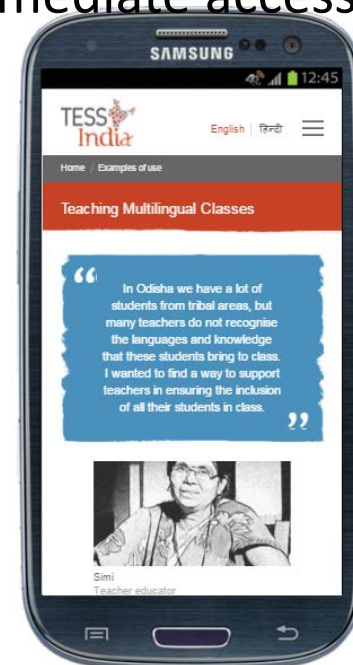 mediate access
SAMSUNG
12:45
TESS
India
English | हिन्दी
Home / Examples of use
Teaching Multilingual Classes
“
In Odisha we have a lot of
students from tribal areas, but
many teachers do not recognise
the languages and knowledge
that these students bring to class.
I wanted to find a way to support
teachers in ensuring the inclusion
of all their students in class.
”
Simi
Teacher educator